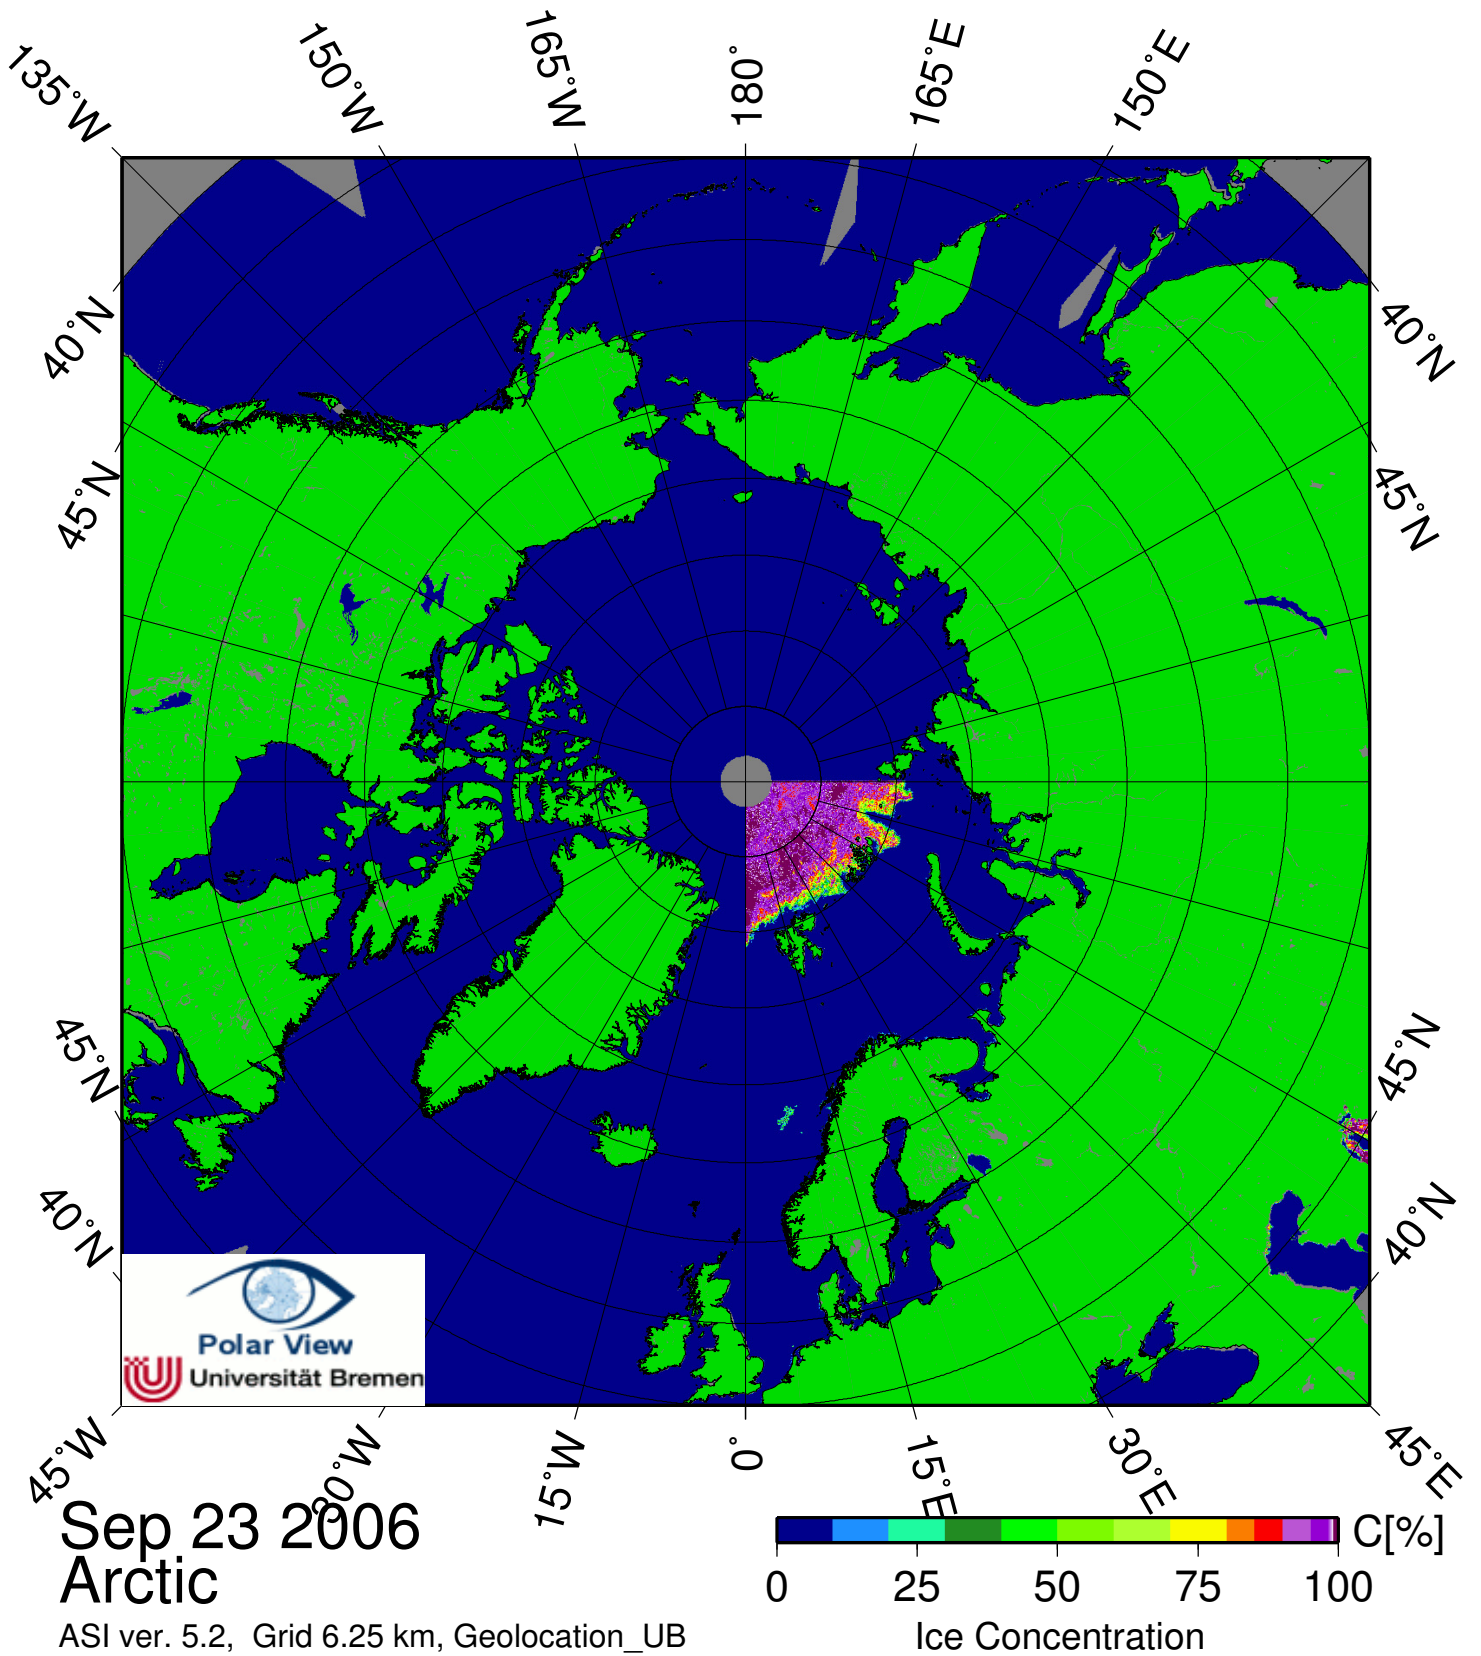 135°W
150°W
165°W
180°
165°E
150°E
40°N
40°N
45°N
45°N
45°N
45°N
40°N
40°N
Polar View
Universität Bremen
45°W
30°W
15°W
0°
15°E
30°E
45°E
Sep 23 2006
Arctic
ASI ver. 5.2, Grid 6.25 km, Geolocation_UB
C[%]
0 25 50 75 100
Ice Concentration